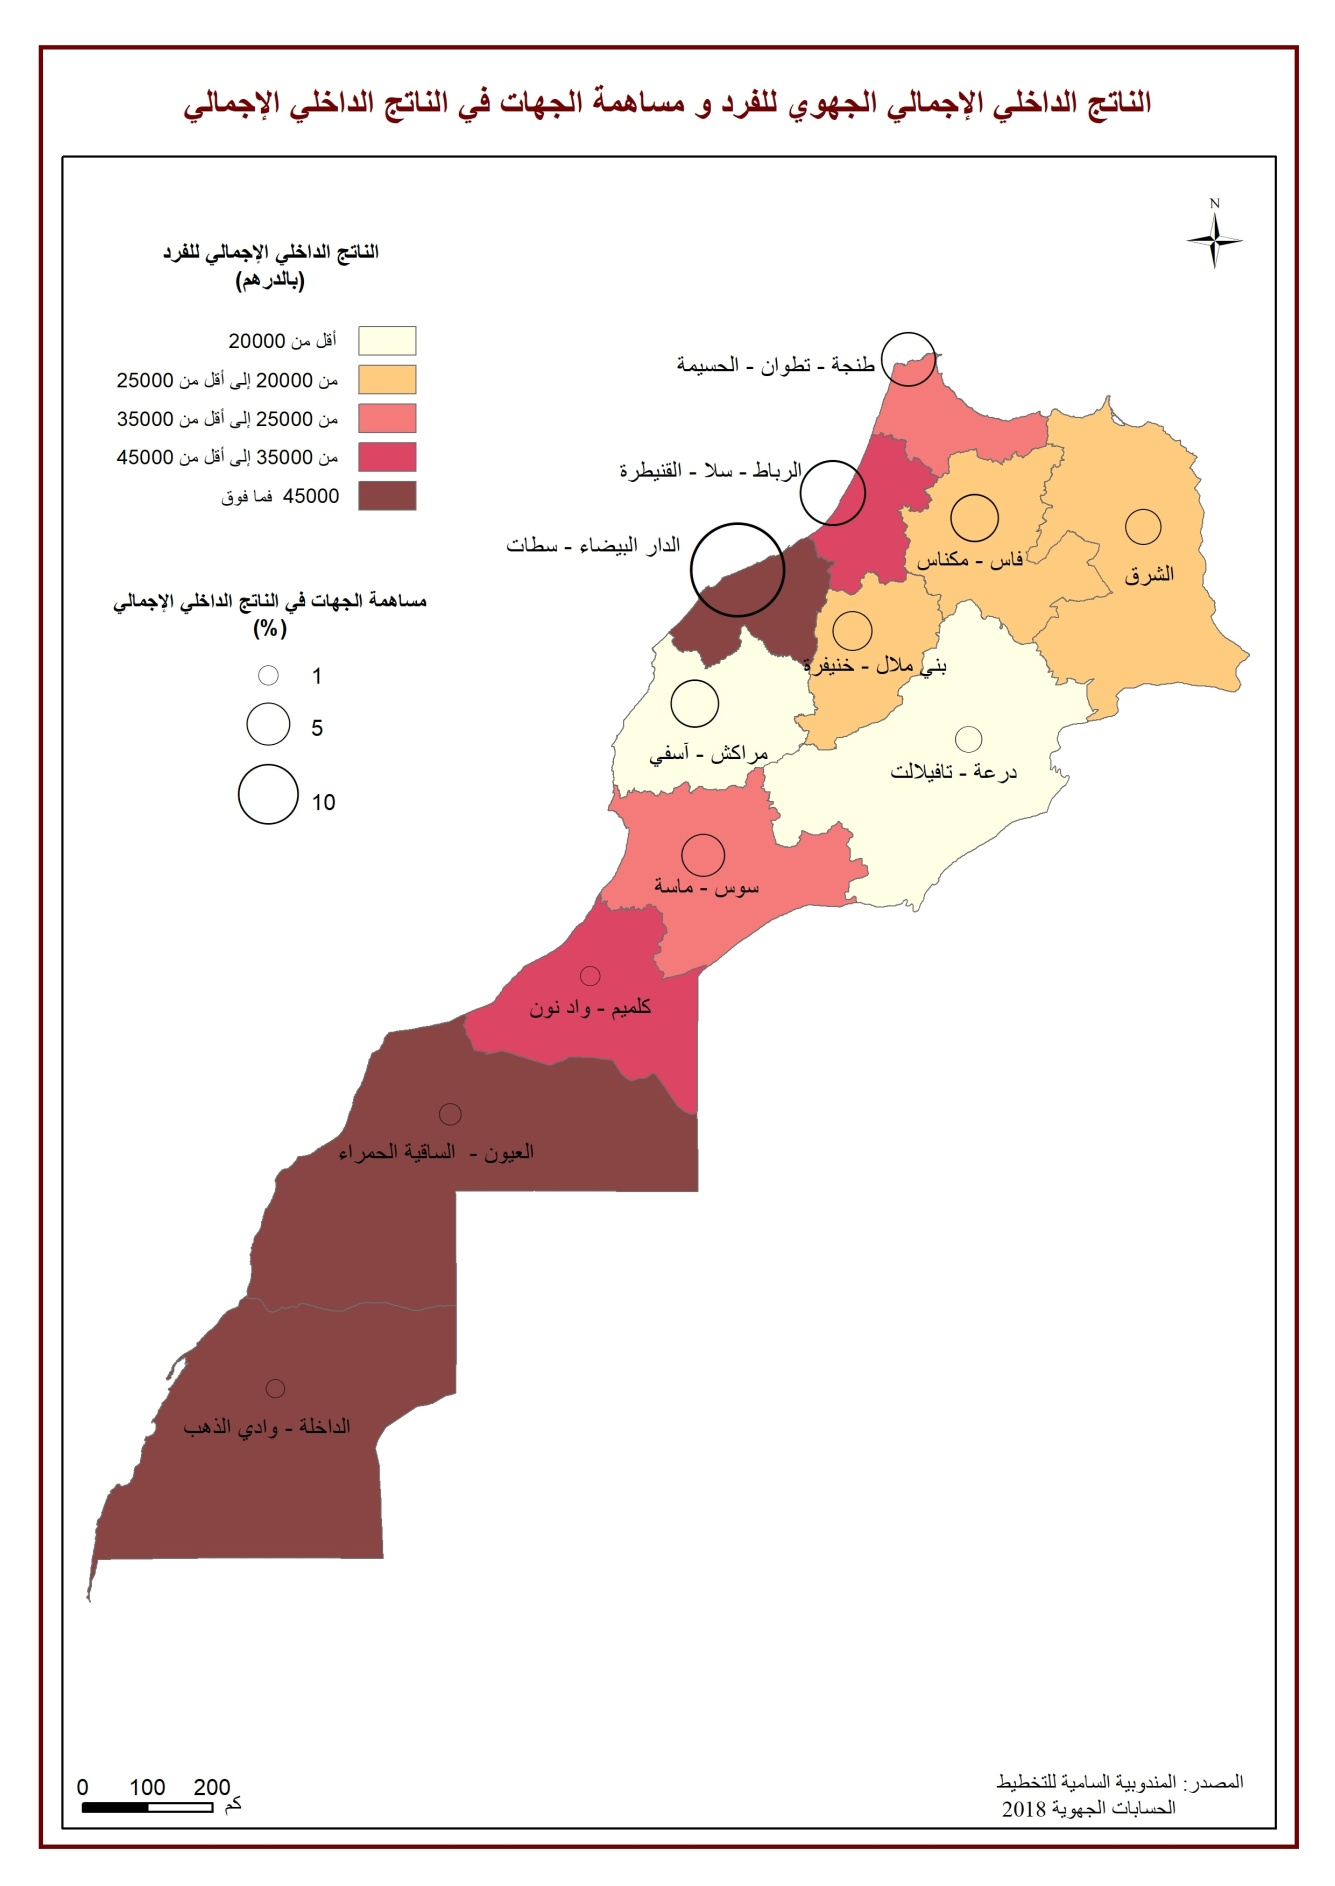 الناتج الداخلي الإجمالي الجهوي للفرد و مساهمة الجهات في الناتج الداخلي الإجمالي
N
الناتج الداخلي الإجمالي للفرد
(بالدرهم)
أقل من 20000
من 20000 إلى أقل من 25000
من 25000 إلى أقل من 35000
من 35000 إلى أقل من 45000
45000 فما فوق
مساهمة الجهات في الناتج الداخلي الإجمالي
(%)
1
5
10
طنجة - تطوان - الحسيمة
الرباط - سلا - القنيطرة
الدار البيضاء - سطات
فاس - مكناس
الشرق
بني ملال - خنيفرة
مراكش - آسفي
درعة - تافيلالت
سوس - ماسة
كلميم - واد نون
العيون - الساقية الحمراء
الداخلة - وادي الذهب
0 100 200
كم
المصدر: المندوبية السامية للتخطيط
الحسابات الجهوية 2018